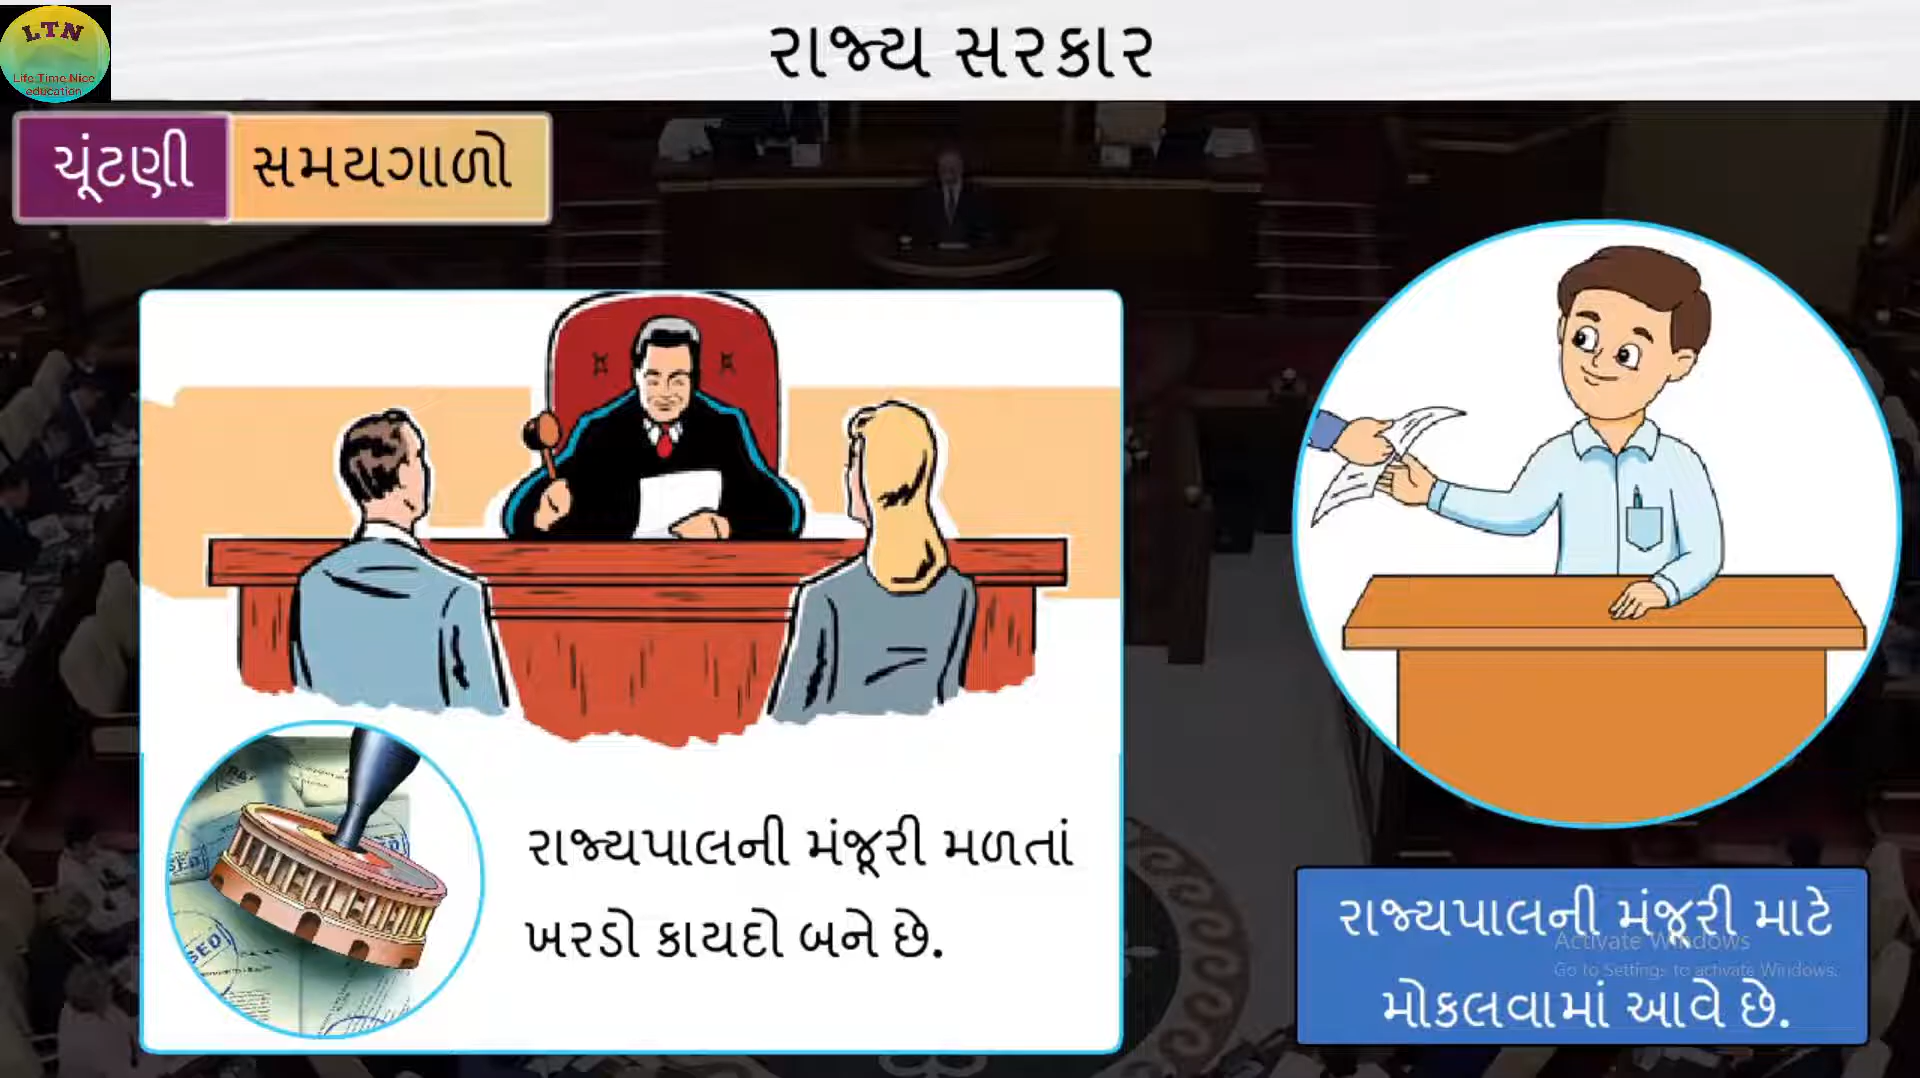 LTN
Life Time Nice
education
રાજ્ય સરકાર
ચૂંટણી
સમયગાળો
રાજ્યપાલની મંજૂરી મળતાં
ખરડો કાયદો બને છે.
રાજ્યપાલની મંજૂરી માટે
મોકલવામાં આવે છે.
Activate Windows
Go to Settings to activate Windows.